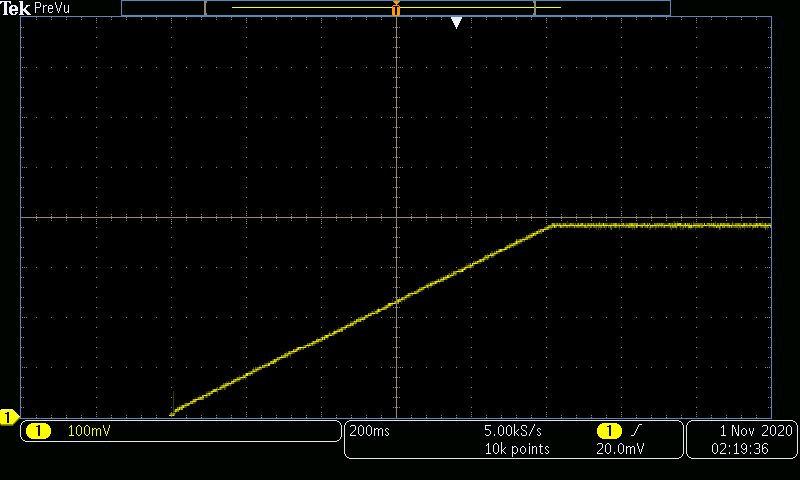 Tek PreVu
T
1
1 100mV
200ms 5.00kS/s 1
10k points 20.0mV
1 Nov 2020
02:19:36